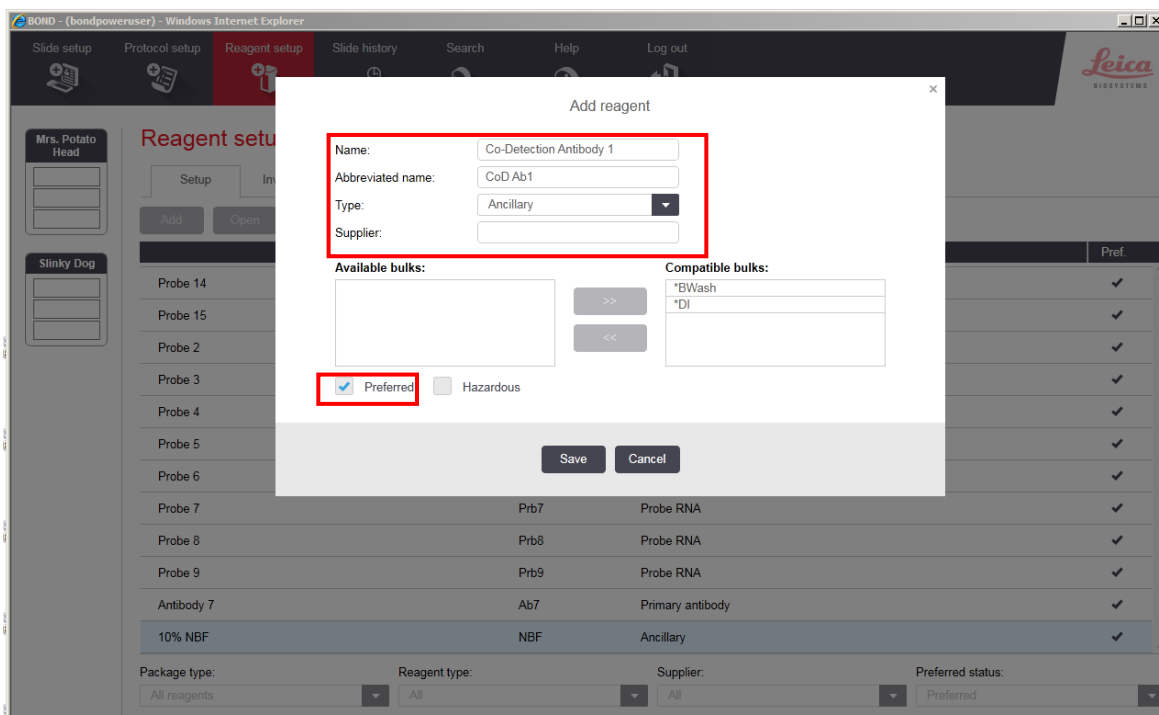 BOND - (bondpoweruser) - Windows Internet Explorer
Slide setup Protocol setup Reagent setup Slide history Search Help Log out
Leica
BIOSYSTEMS
Add reagent
Mrs. Potato
Head
Reagent setu
Name: Co-Detection Antibody 1
Abbreviated name: CoD Ab1
Setup In
Type: Ancillary
Add Open
Supplier:
Slinky Dog
Pref.
Available bulks: Compatible bulks:
Probe 14
*BWash
>>
*DI
Probe 15
<<
Probe 2
Probe 3
Preferred Hazardous
Probe 4
Probe 5
Save Cancel
Probe 6
Probe 7 Prb7 Probe RNA
Probe 8 Prb8 Probe RNA
Probe 9 Prb9 Probe RNA
Antibody 7 Ab7 Primary antibody
10% NBF NBF Ancillary
Package type: Reagent type: Supplier: Preferred status:
All reagents All All Preferred